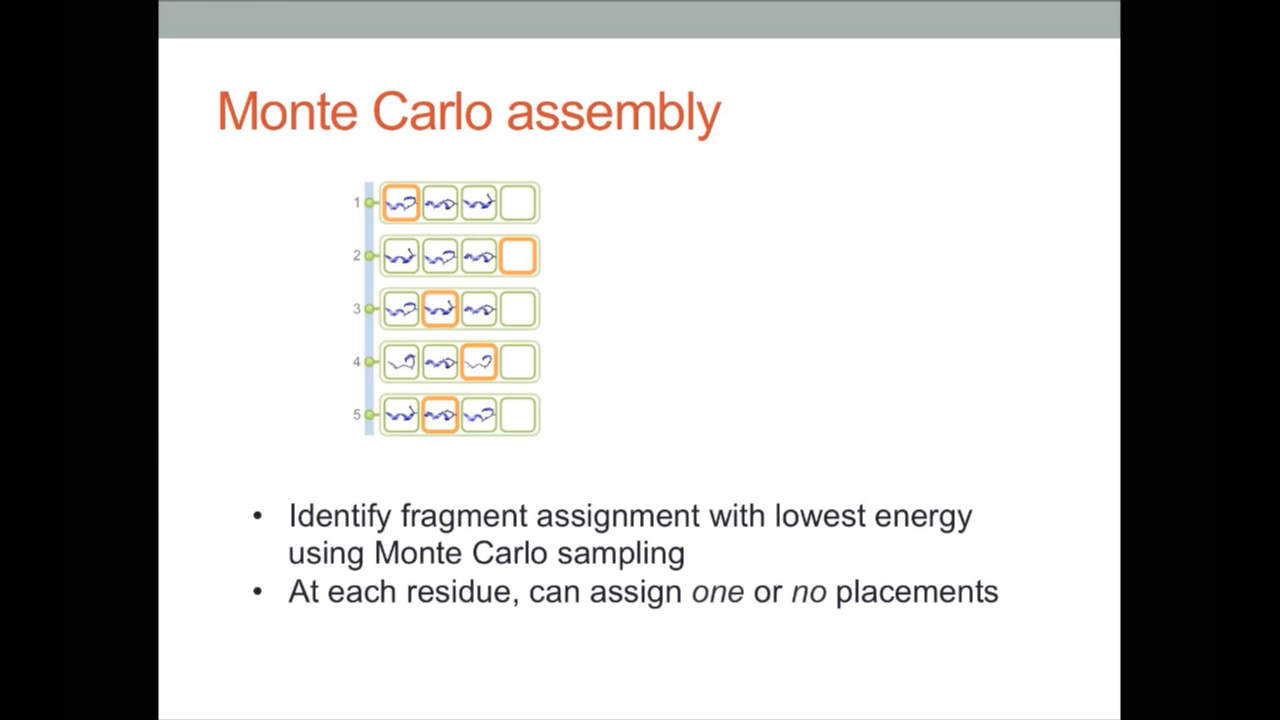 Monte Carlo assembly
1
2
3
4
5
• Identify fragment assignment with lowest energy
using Monte Carlo sampling
• At each residue, can assign one or no placements